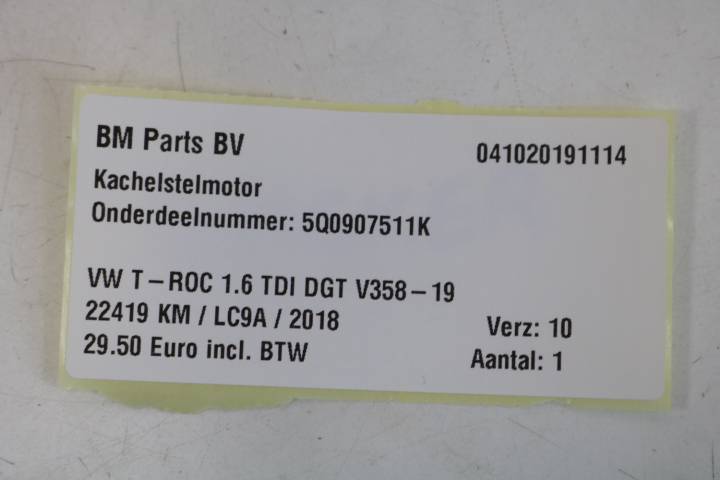 BM Parts BV 041020191114
Kachelstelmotor
Onderdeelnummer: 5Q0907511K
VW T-ROC 1.6 TDI DGT V358-19
22419 KM / LC9A / 2018 Verz: 10
29.50 Euro incl. BTW Aantal: 1